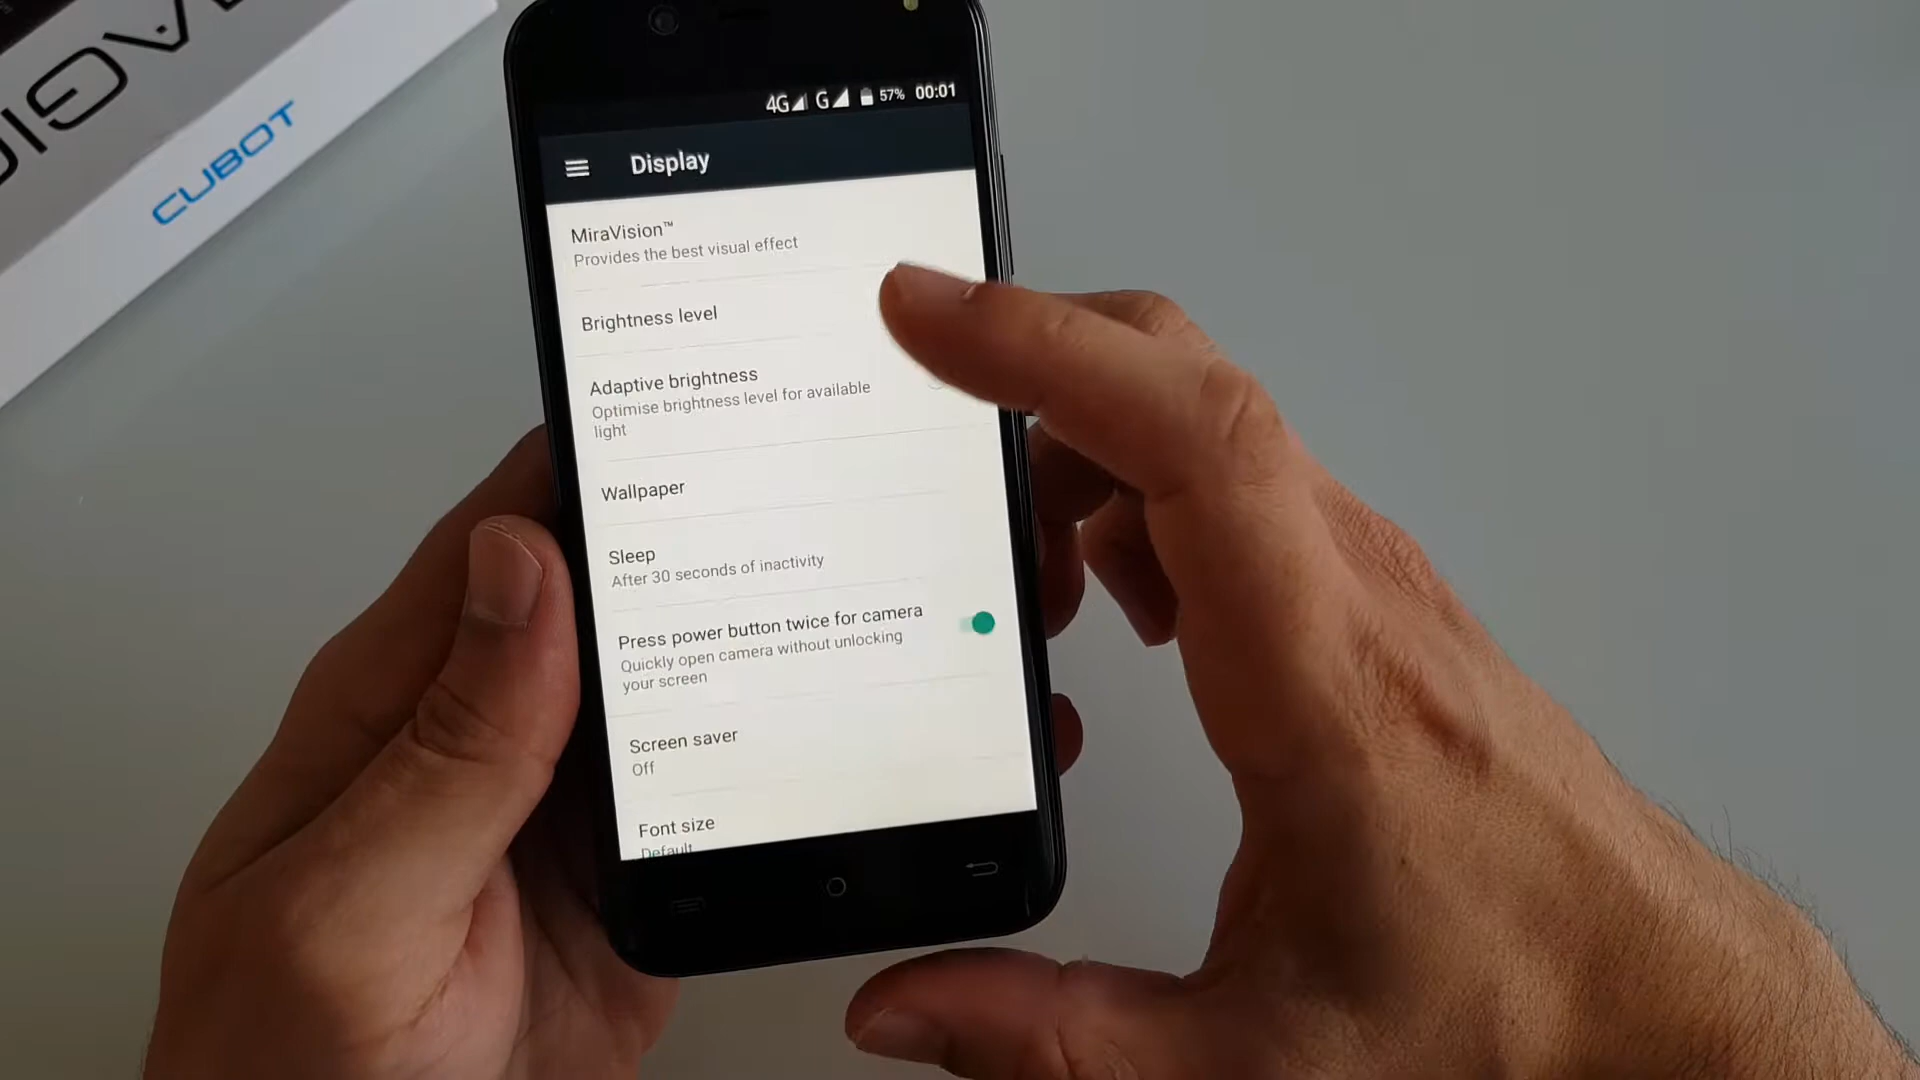 CUBOT
4G G 57% 00:01
Display
MiraVision™
Provides the best visual effect
Brightness level
Adaptive brightness
Optimise brightness level for available
light
Wallpaper
Sleep
After 30 seconds of inactivity
Press power button twice for camera
Quickly open camera without unlocking
your screen
Screen saver
Off
Font size
Default